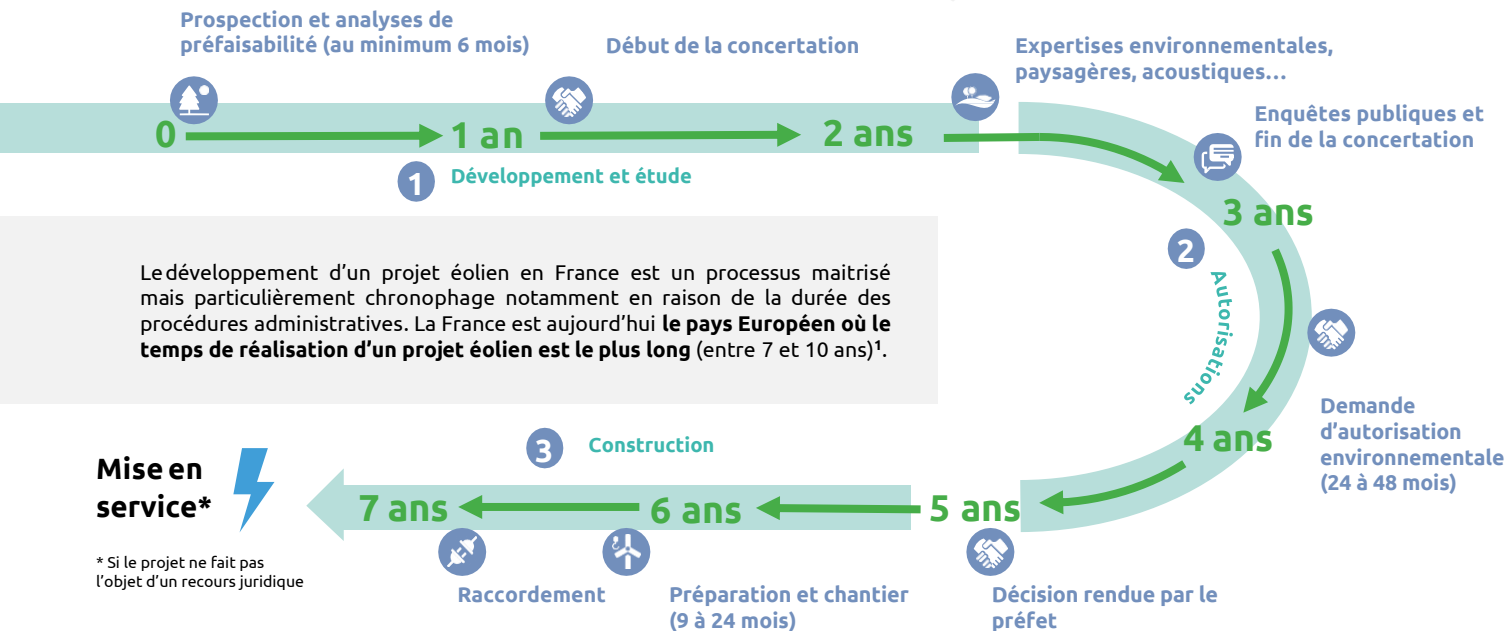 Prospection et analyses de
préfaisabilité (au minimum 6 mois)
Début de la concertation
Expertises environnementales,
paysagères, acoustiques…
Enquêtes publiques et
fin de la concertation
0
1 an
2 ans
3 ans
1
Développement et étude
2
Autorisations
Le développement d’un projet éolien en France est un processus maitrisé
mais particulièrement chronophage notamment en raison de la durée des
procédures administratives. La France est aujourd’hui le pays Européen où le
temps de réalisation d’un projet éolien est le plus long (entre 7 et 10 ans)¹.
Demande
d’autorisation
environnementale
(24 à 48 mois)
4 ans
3
Construction
5 ans
6 ans
7 ans
Mise en
service*
* Si le projet ne fait pas
l’objet d’un recours juridique
Raccordement
Préparation et chantier
(9 à 24 mois)
Décision rendue par le
préfet